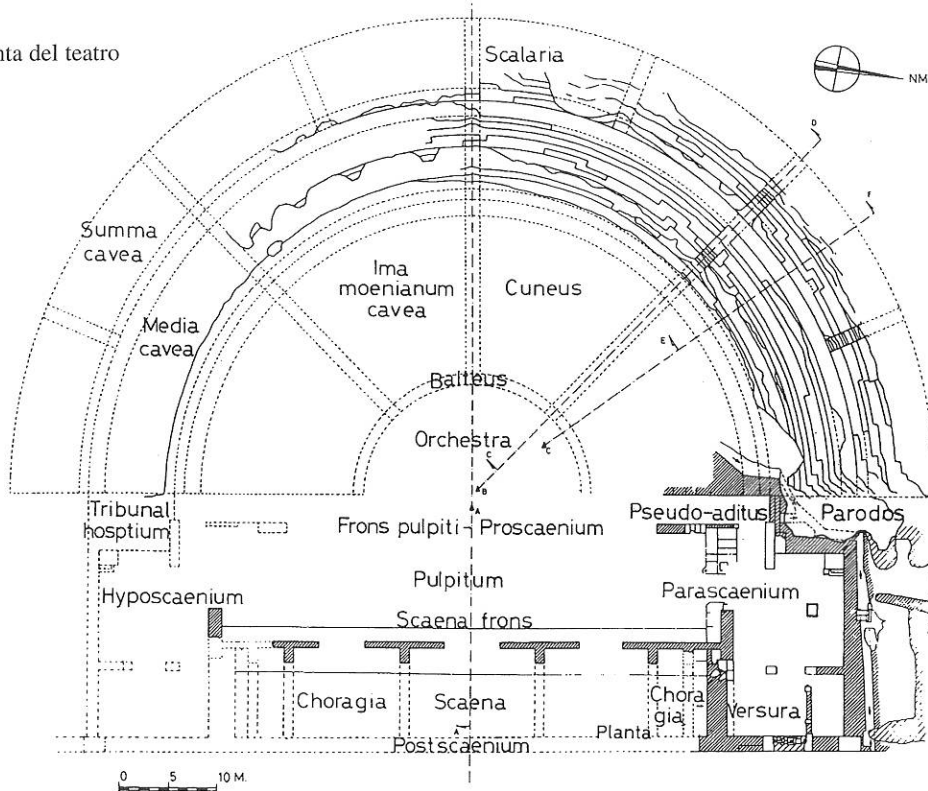 nta del teatro
Scalaria
NM
D
F
Summa
cavea
Ima
moenianum
cavea
Cuneus
Media
cavea
E
Balteus
Orchestra
C
C
B
A
Tribunal
hosptium
Frons pulpiti-Proscaenium
Pseudo-aditus
Parodos
Pulpitum
Hyposcaenium
Parascaenium
Scaena frons
Choragia
Scaena
Chora
gia
Versura
Planta
Postscaenium
0 5 10 M.